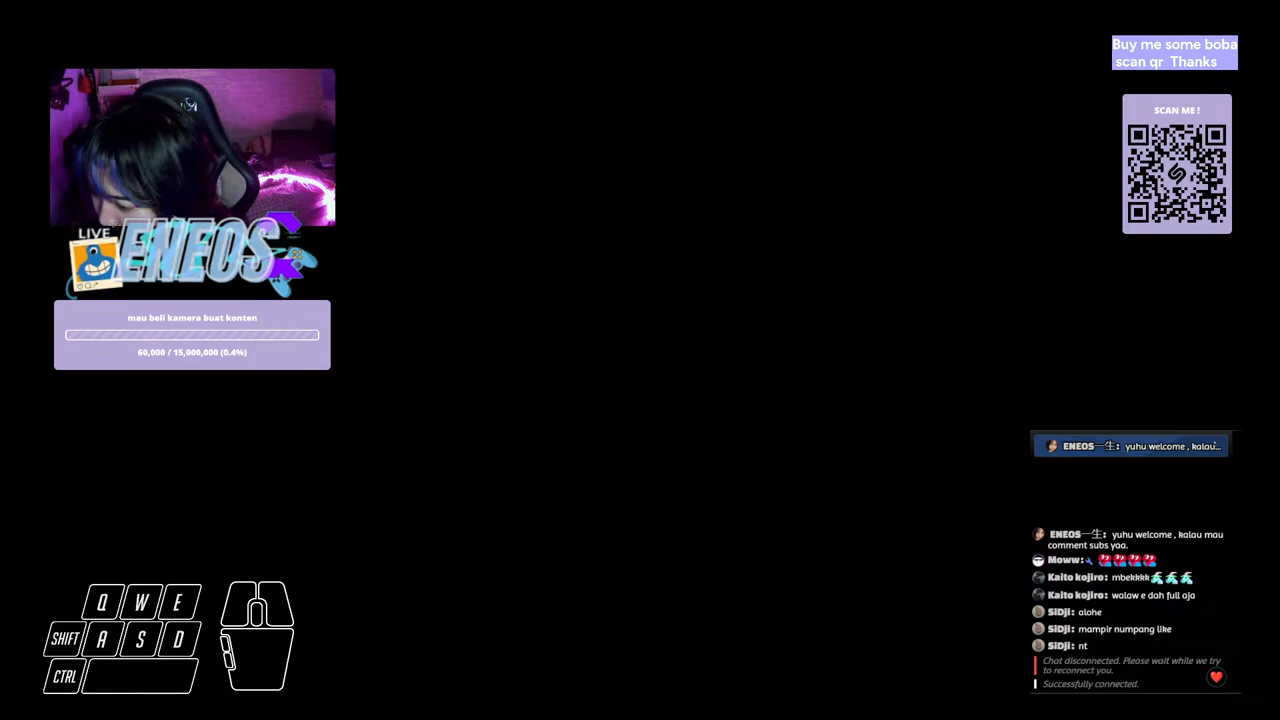 Buy me some boba
scan qr Thanks
SCAN ME !
LIVE
ENEOS
mau beli kamera buat konten
60,000 / 15,000,000 (0.4%)
ENEOS一生: yuhu welcome , kalau...
ENEOS一生: yuhu welcome , kalau mau
comment subs yaa.
Moww:
Kaito kojiro: mbekkkk
Kaito kojiro: walaw e dah full aja
SiDji: alohe
SiDji: mampir numpang like
SiDji: nt
Chat disconnected. Please wait while we try
to reconnect you.
Successfully connected.
Q W E
SHIFT A S D
CTRL